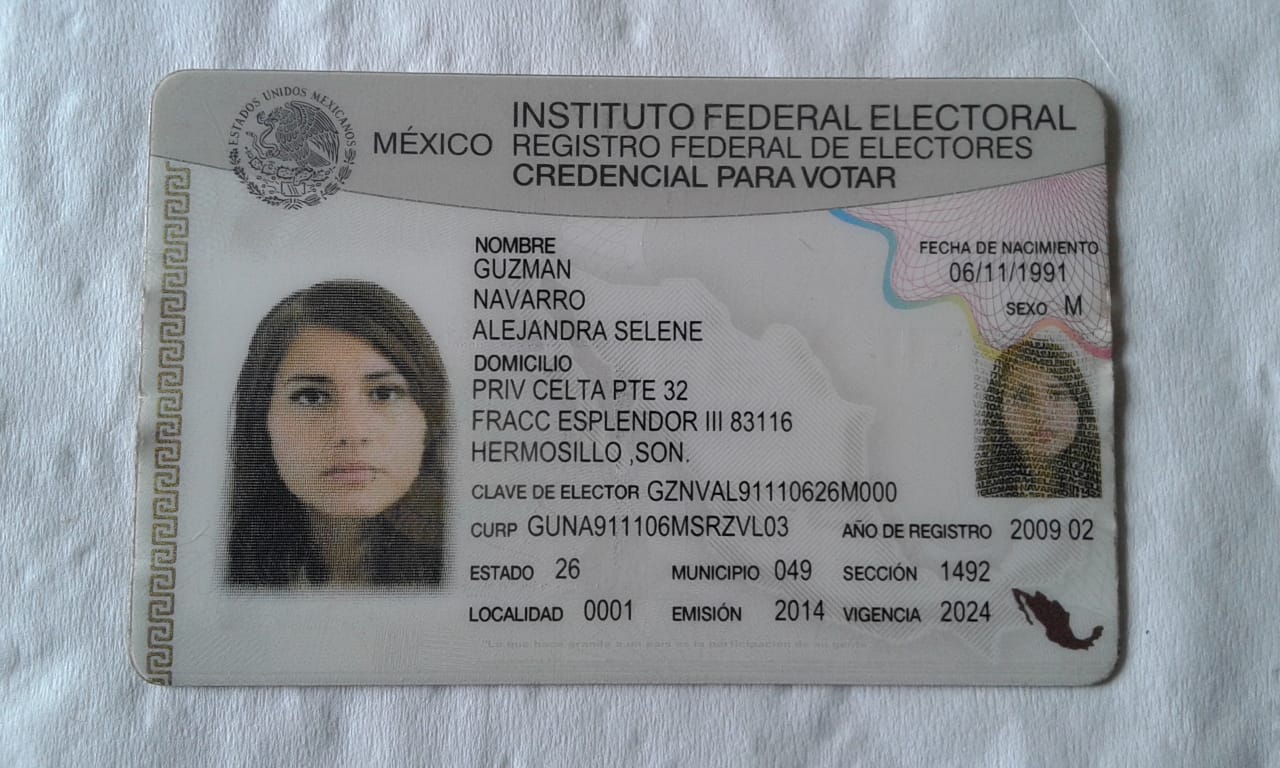 ESTADOS UNIDOS MEXICANOS
MÉXICO
INSTITUTO FEDERAL ELECTORAL
REGISTRO FEDERAL DE ELECTORES
CREDENCIAL PARA VOTAR
NOMBRE
GUZMAN
NAVARRO
ALEJANDRA SELENE
FECHA DE NACIMIENTO
06/11/1991
SEXO M
DOMICILIO
PRIV CELTA PTE 32
FRACC ESPLENDOR III 83116
HERMOSILLO ,SON.
CLAVE DE ELECTOR GZNVAL91110626M000
CURP GUNA911106MSRZVL03 AÑO DE REGISTRO 2009 02
ESTADO 26 MUNICIPIO 049 SECCIÓN 1492
LOCALIDAD 0001 EMISIÓN 2014 VIGENCIA 2024
"Lo que hace grande a un país es la participación de su gente